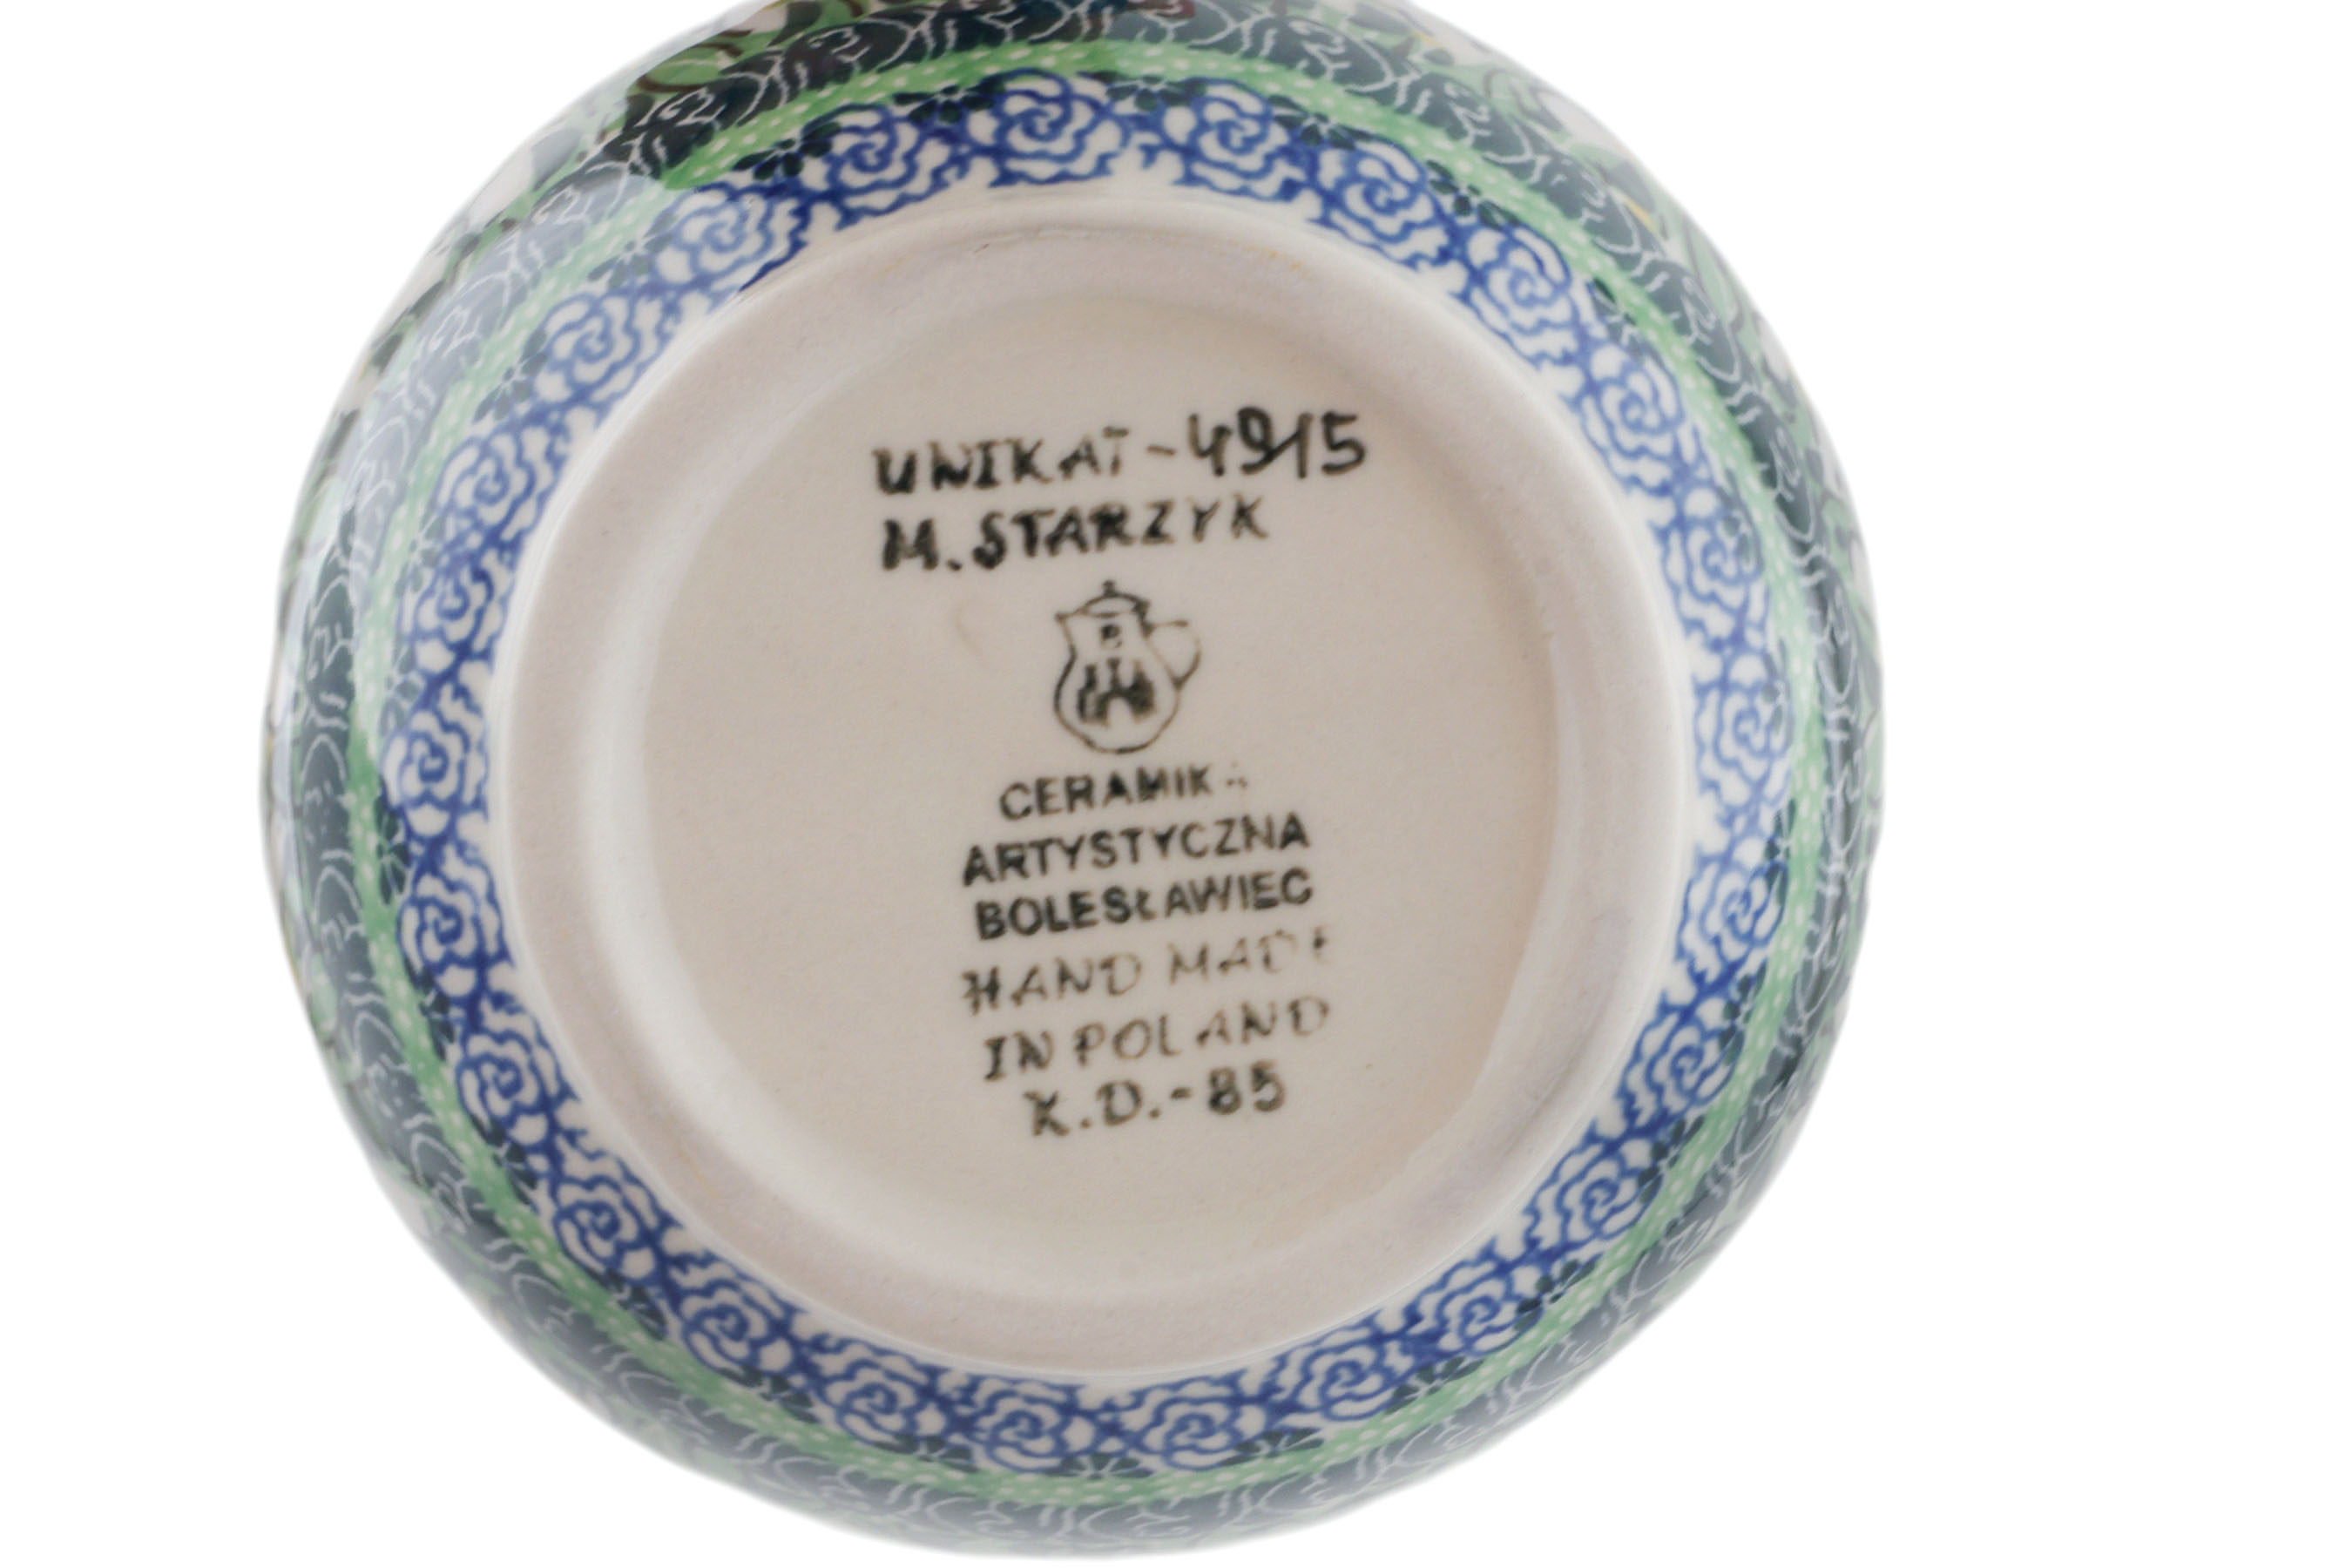 UNIKAT-4915
M. STARZYK
B
CERAMIKA
ARTYSTYCZNA
BOLESŁAWIEC
HAND MADE
IN POLAND
K.D.-85